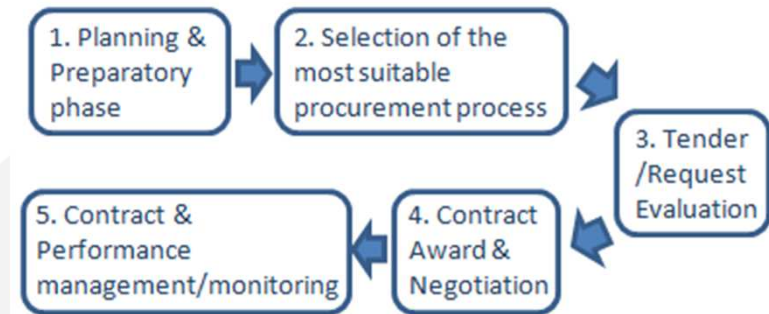 1. Planning &
Preparatory
phase
2. Selection of the
most suitable
procurement process
3. Tender
/Request
Evaluation
4. Contract
Award &
Negotiation
5. Contract &
Performance
management/monitoring